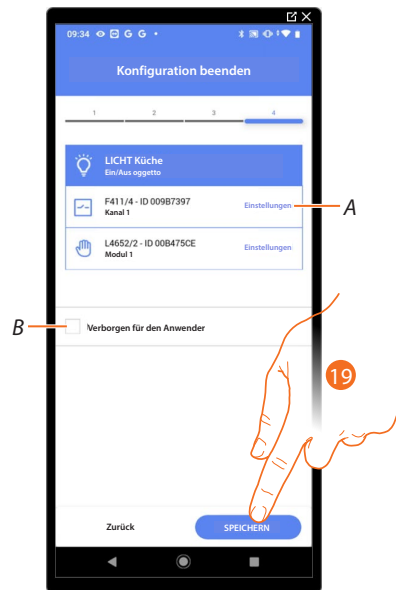 09:34 G G
Konfiguration beenden
1 2 3 4
LICHT Küche
Ein/Aus oggetto
F411/4 - ID 009B7397
Kanal 1
Einstellungen
A
L4652/2 - ID 00B475CE
Modul 1
Einstellungen
B
Verborgen für den Anwender
19
Zurück
SPEICHERN